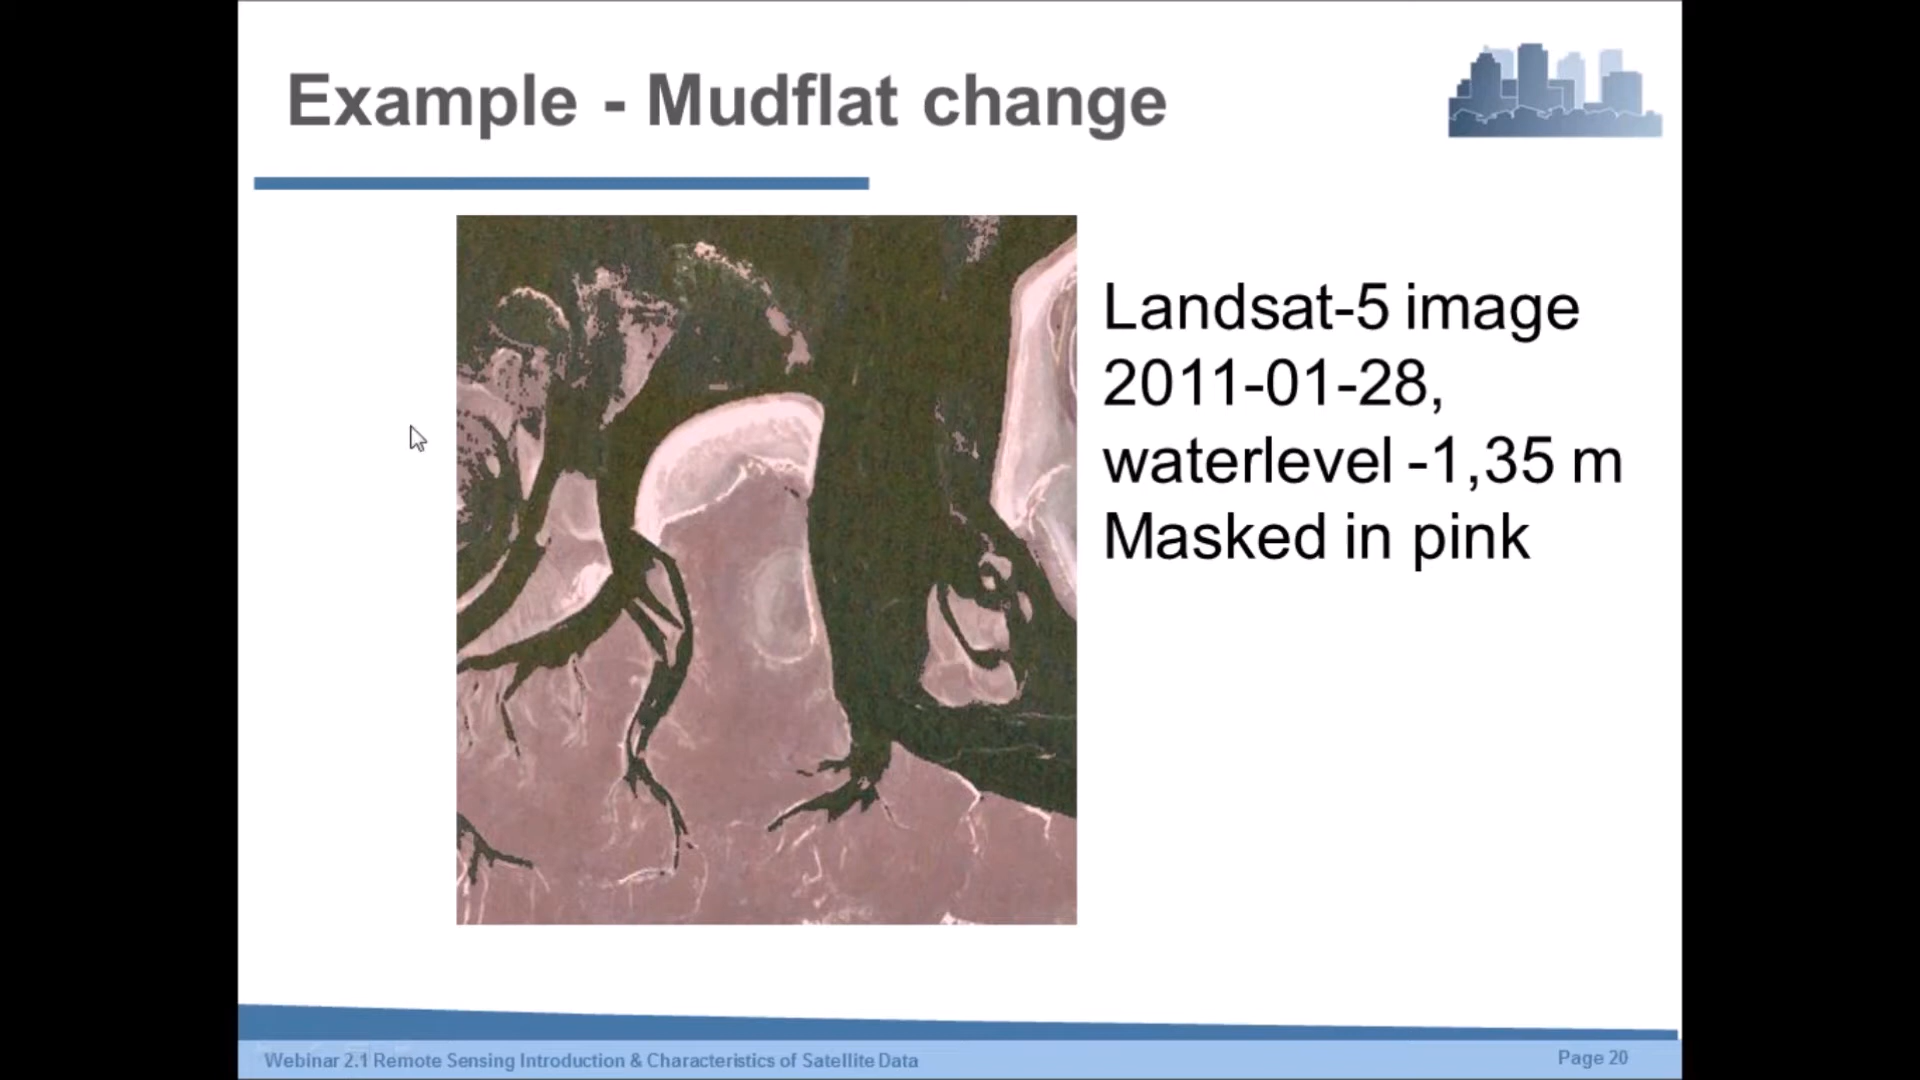 Example - Mudflat change
Landsat-5 image
2011-01-28,
waterlevel -1,35 m
Masked in pink
Webinar 2.1 Remote Sensing Introduction & Characteristics of Satellite Data
Page 20